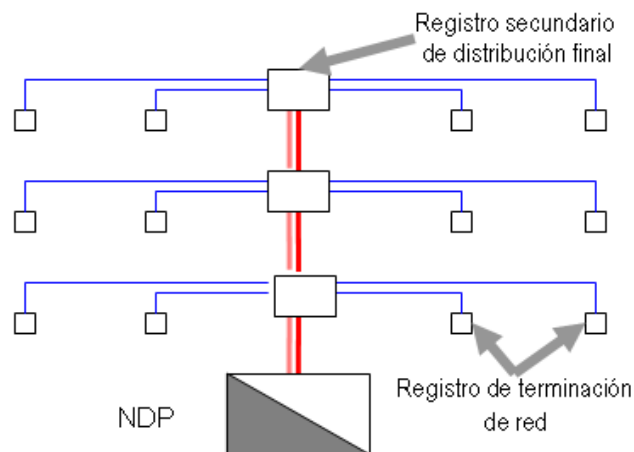 Registro secundario
de distribución final
NDP
Registro de terminación
de red